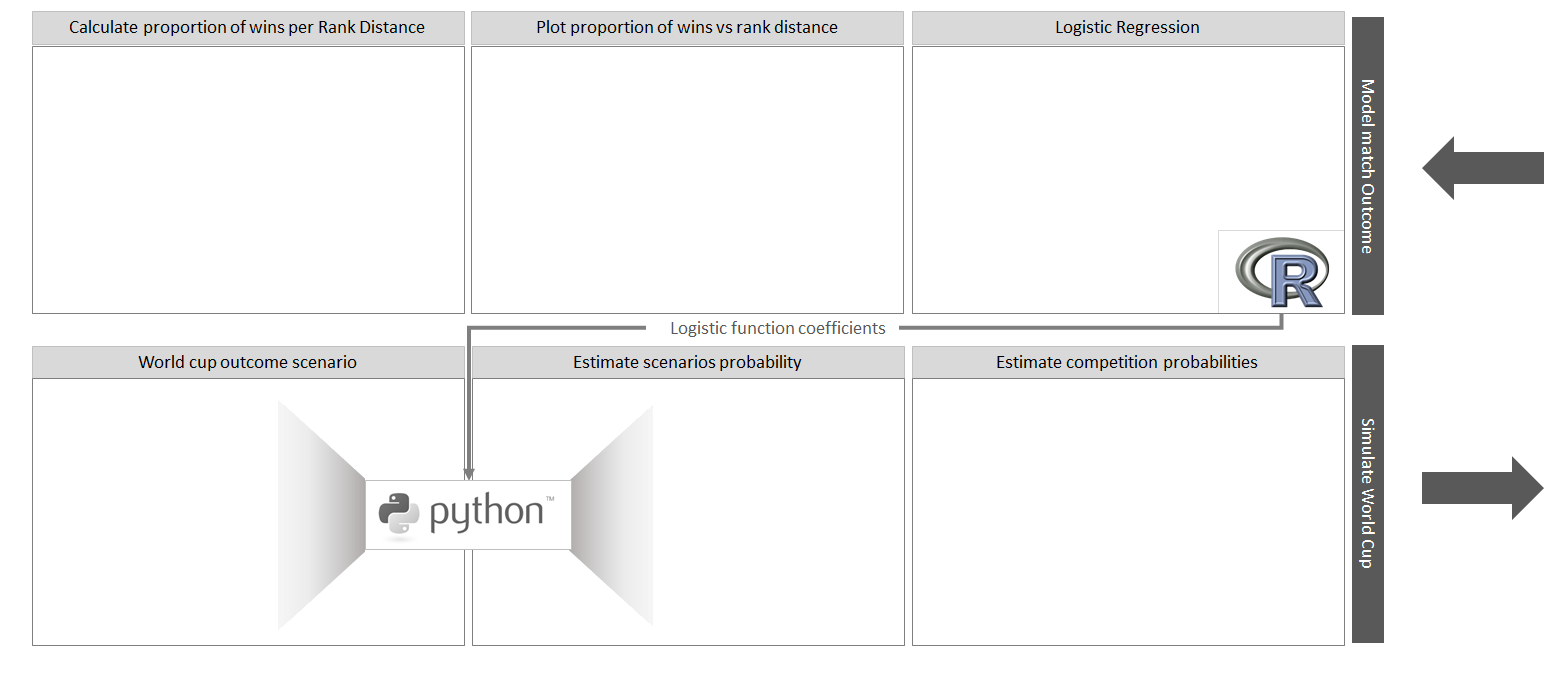 Calculate proportion of wins per Rank Distance
Plot proportion of wins vs rank distance
Logistic Regression
Model match Outcome
R
Logistic function coefficients
World cup outcome scenario
Estimate scenarios probability
Estimate competition probabilities
Simulate World Cup
python™